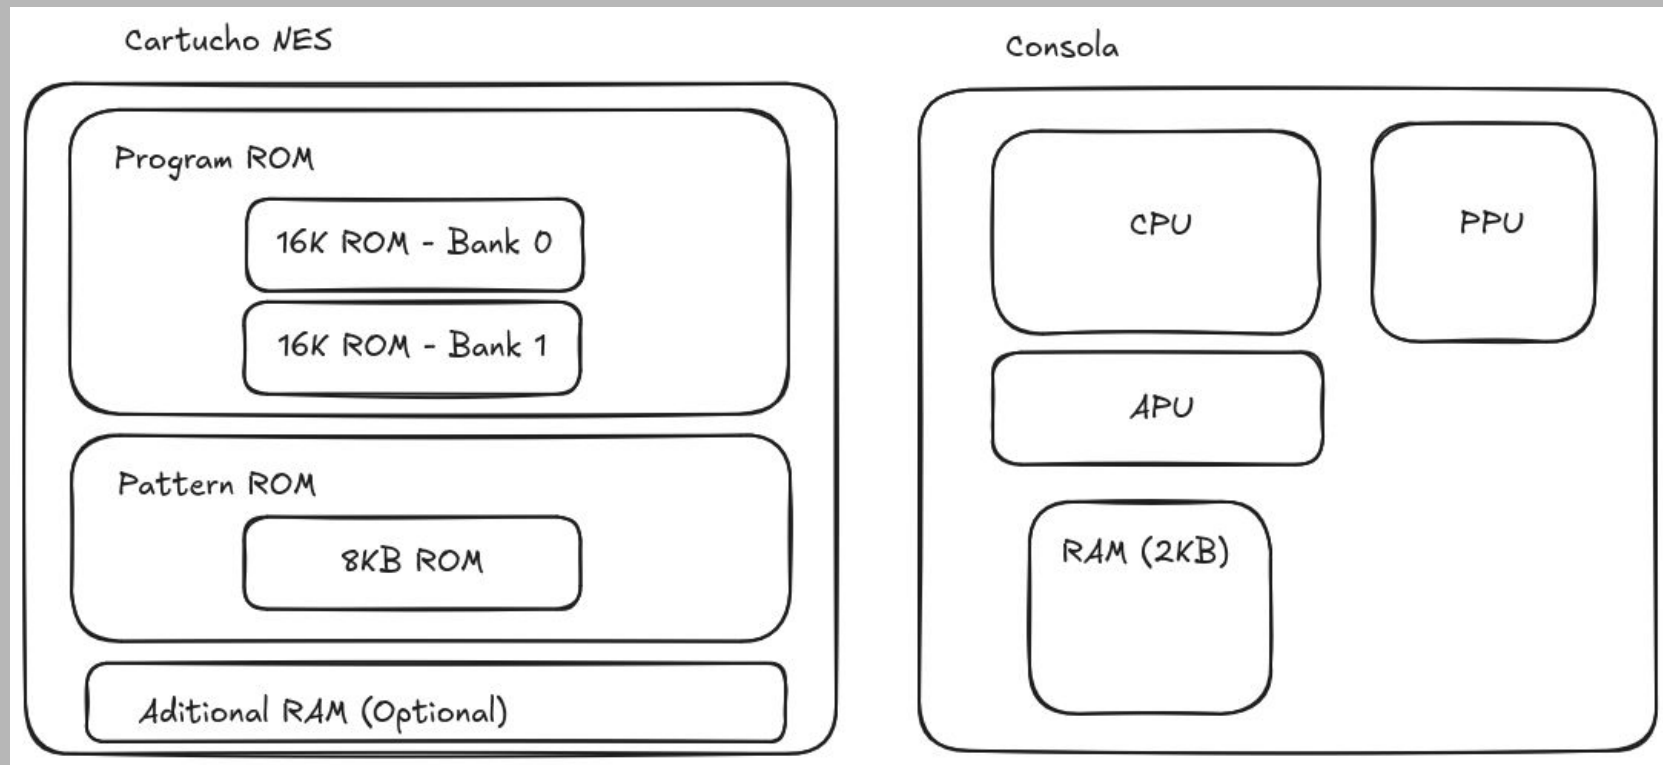 Cartucho NES
Program ROM
16K ROM - Bank 0
16K ROM - Bank 1
Pattern ROM
8KB ROM
Aditional RAM (Optional)
Consola
CPU
PPU
APU
RAM (2KB)